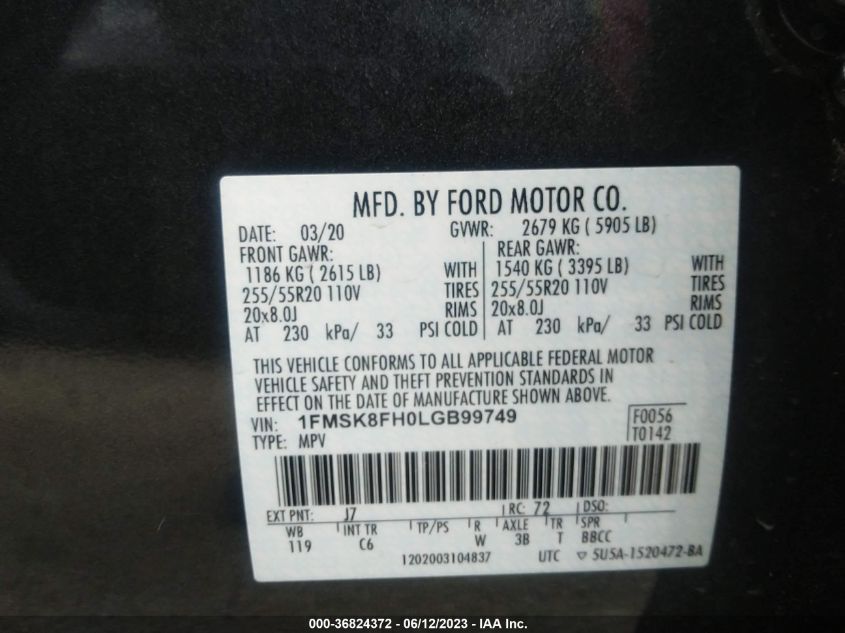 MFD. BY FORD MOTOR CO.
DATE: 03/20 GVWR: 2679 KG ( 5905 LB)
FRONT GAWR: REAR GAWR:
1186 KG ( 2615 LB) WITH 1540 KG ( 3395 LB) WITH
255/55R20 110V TIRES 255/55R20 110V TIRES
20x8.0J RIMS 20x8.0J RIMS
AT 230 kPa/ 33 PSI COLD AT 230 kPa/ 33 PSI COLD
THIS VEHICLE CONFORMS TO ALL APPLICABLE FEDERAL MOTOR
VEHICLE SAFETY AND THEFT PREVENTION STANDARDS IN
EFFECT ON THE DATE OF MANUFACTURE SHOWN ABOVE.
VIN: 1FMSK8FH0LGB99749 F0056
TYPE: MPV T0142
EXT PNT: J7 RC: 72 DSO:
WB INT TR TP/PS R AXLE TR SPR
119 C6 W 3B T BBCC
1202003104837 UTC ▽ 5U5A-1520472-BA
000-36824372 - 06/12/2023 - IAA Inc.